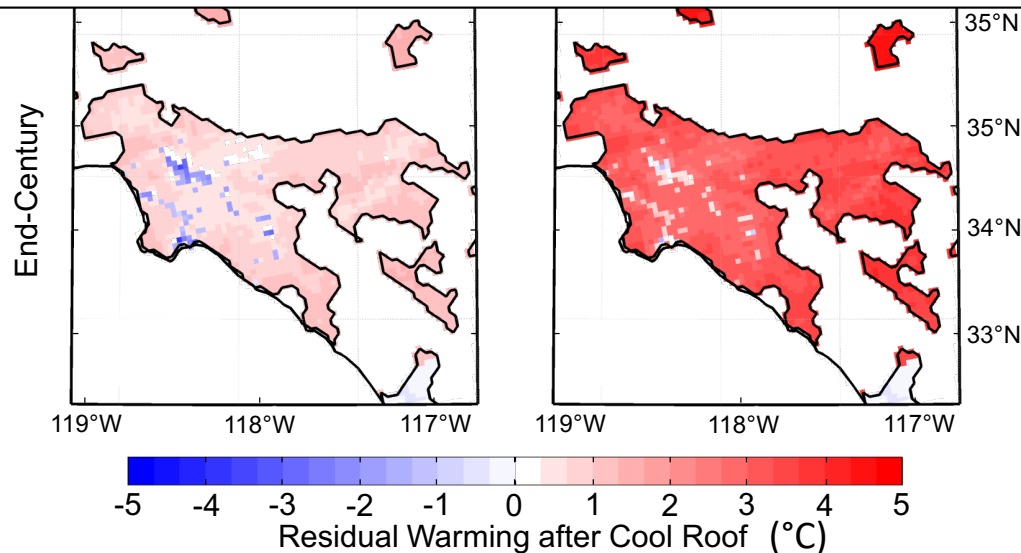 End-Century
35°N
35°N
34°N
33°N
119°W 118°W 117°W 119°W 118°W 117°W
-5 -4 -3 -2 -1 0 1 2 3 4 5
Residual Warming after Cool Roof (°C)